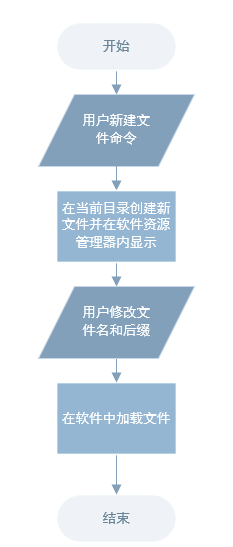 开始
用户新建文
件命令
在当前目录创建新
文件并在软件资源
管理器内显示
用户修改文
件名和后缀
在软件中加载文件
结束